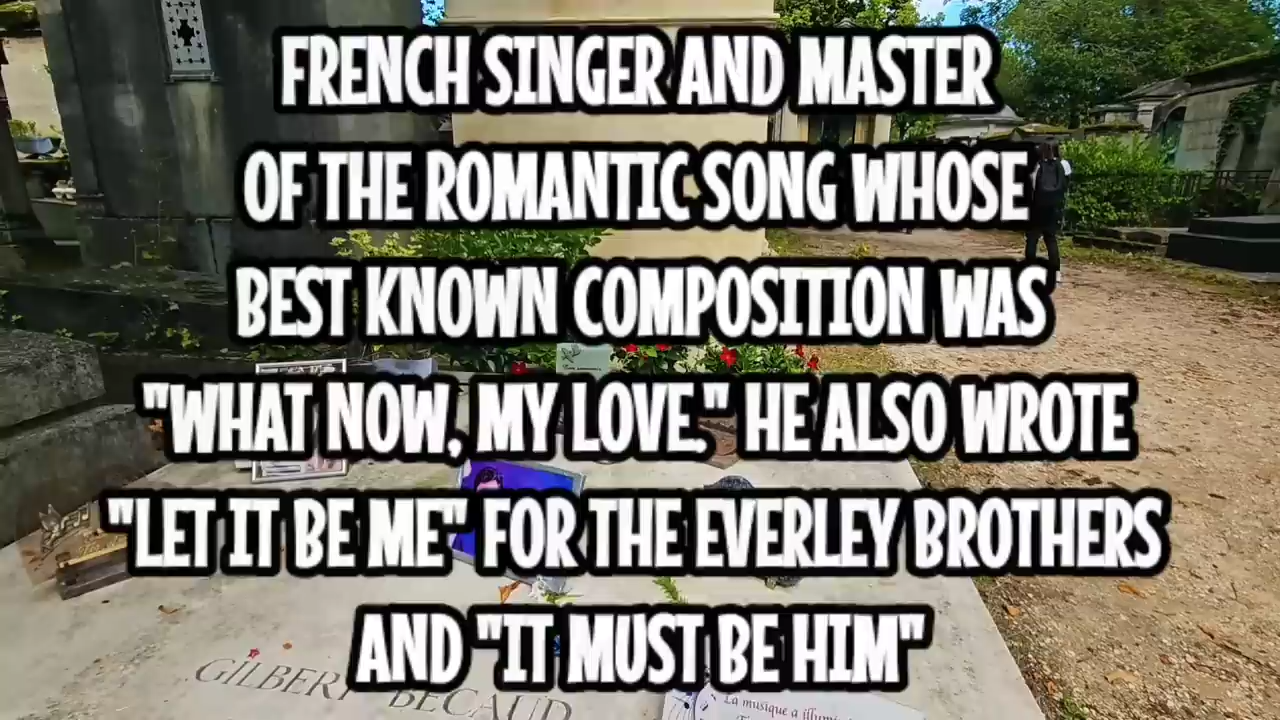 FRENCH SINGER AND MASTER
OF THE ROMANTIC SONG WHOSE
BEST KNOWN COMPOSITION WAS
"WHAT NOW, MY LOVE." HE ALSO WROTE
"LET IT BE ME" FOR THE EVERLEY BROTHERS
AND "IT MUST BE HIM"
GILBERT BECAUD
La musique a